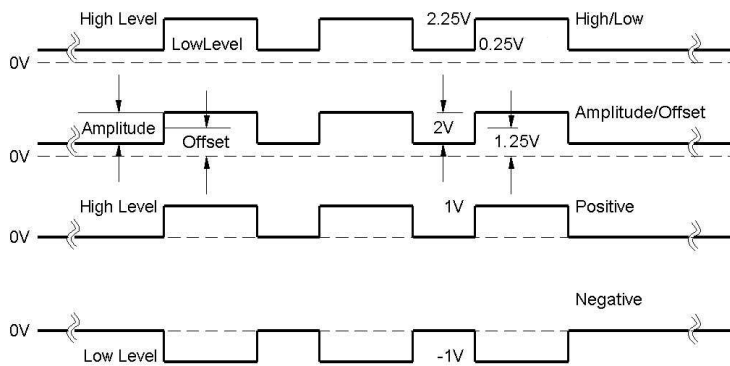 High Level 2.25V High/Low
LowLevel 0.25V
0V
Amplitude/Offset
Amplitude Offset 2V 1.25V
0V
High Level 1V Positive
0V
Negative
0V
Low Level -1V